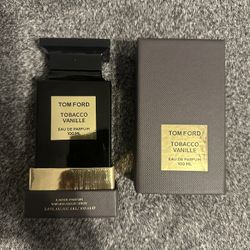 TOM FORD
TOBACCO
VANILLE
EAU DE PARFUM
100 ML
TOM FORD
TOBACCO
VANILLE
EAU DE PARFUM
100 ML